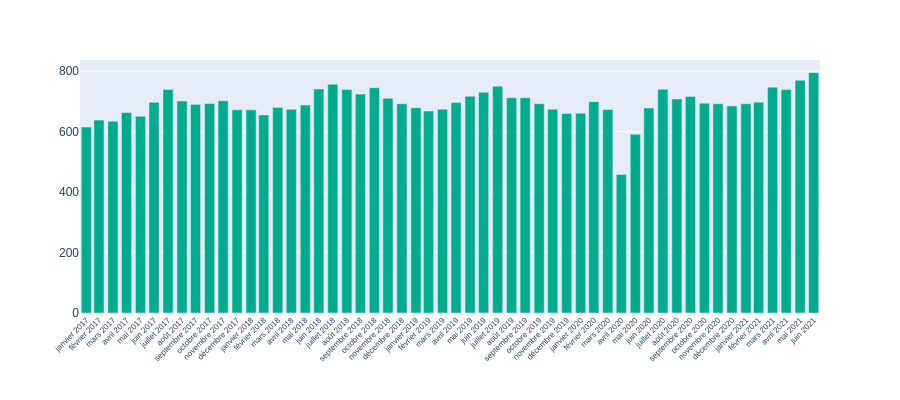 800
600
400
200
0
janvier 2017
février 2017
mars 2017
avril 2017
mai 2017
juin 2017
juillet 2017
août 2017
septembre 2017
octobre 2017
novembre 2017
décembre 2017
janvier 2018
février 2018
mars 2018
avril 2018
mai 2018
juin 2018
juillet 2018
août 2018
septembre 2018
octobre 2018
novembre 2018
décembre 2018
janvier 2019
février 2019
mars 2019
avril 2019
mai 2019
juin 2019
juillet 2019
août 2019
septembre 2019
octobre 2019
novembre 2019
décembre 2019
janvier 2020
février 2020
mars 2020
avril 2020
mai 2020
juin 2020
juillet 2020
août 2020
septembre 2020
octobre 2020
novembre 2020
décembre 2020
janvier 2021
février 2021
mars 2021
avril 2021
mai 2021
juin 2021